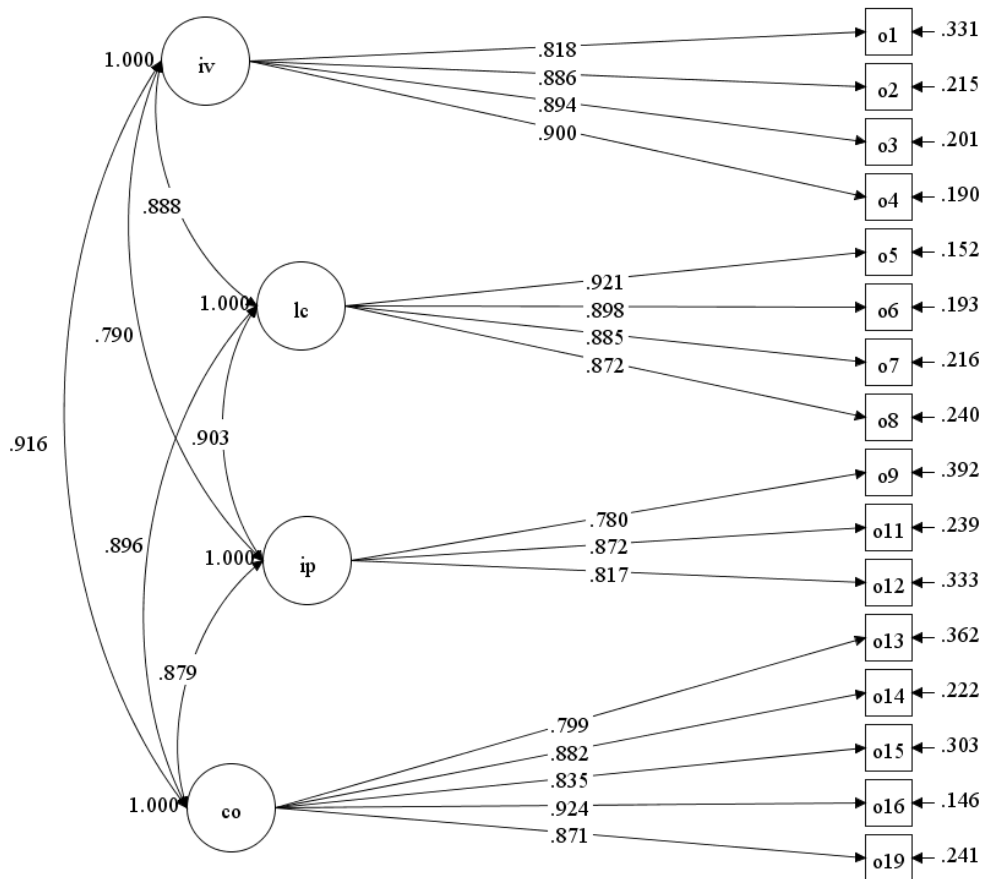 o1 .331
1.000 iv .818
.886 o2 .215
.894 o3 .201
.900
o4 .190
.888
o5 .152
.921
1.000 lc .898 o6 .193
.885
.790 .872 o7 .216
o8 .240
.916 .903
o9 .392
.780
.896 .872 o11 .239
1.000 ip .817
o12 .333
o13 .362
.879
o14 .222
.799
.882 o15 .303
.835
1.000 co .924 o16 .146
.871
o19 .241